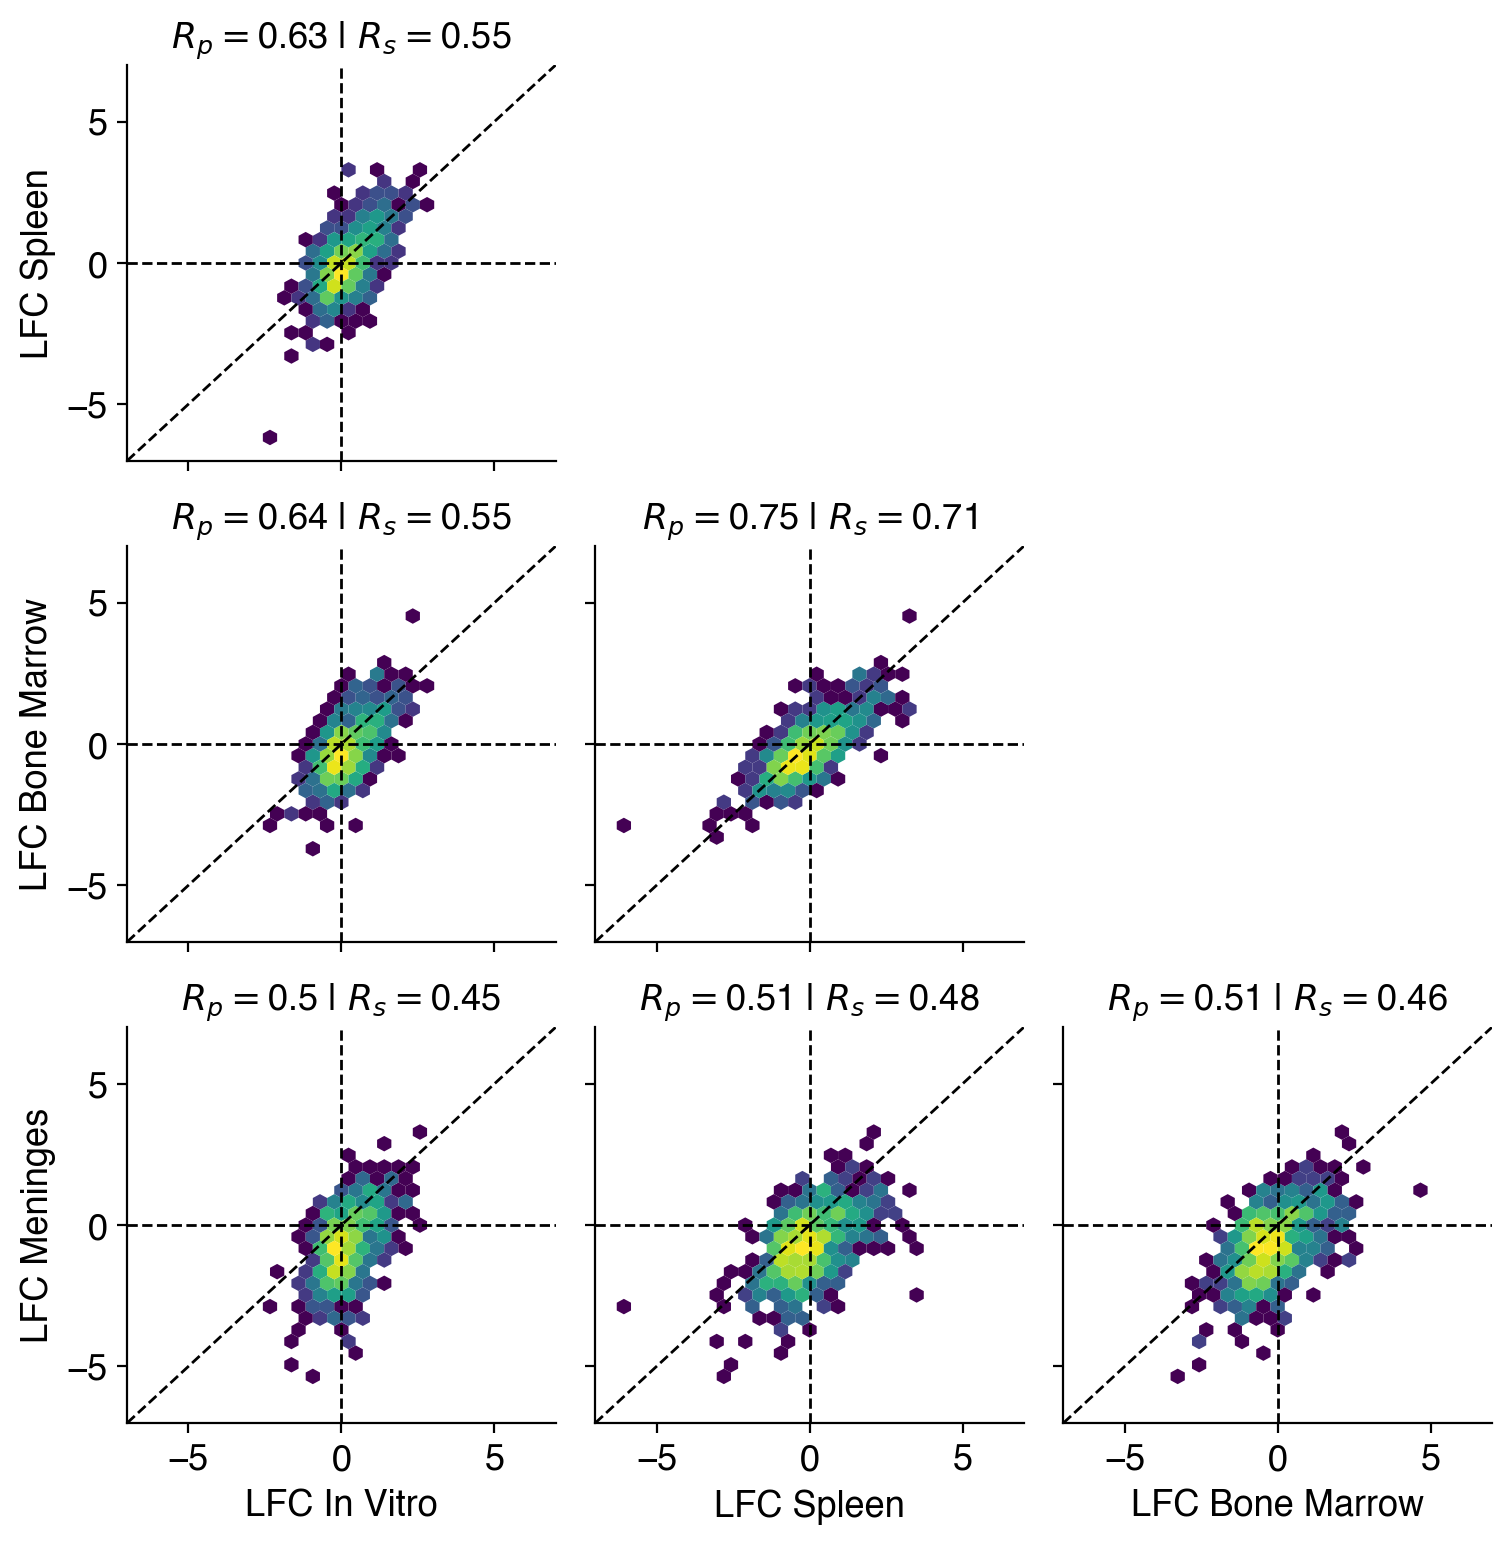 R_p = 0.63 | R_s = 0.55
5
0
−5
LFC Spleen
R_p = 0.64 | R_s = 0.55
R_p = 0.75 | R_s = 0.71
5
0
−5
LFC Bone Marrow
R_p = 0.5 | R_s = 0.45
R_p = 0.51 | R_s = 0.48
R_p = 0.51 | R_s = 0.46
5
0
−5
LFC Meninges
−5 0 5
−5 0 5
−5 0 5
LFC In Vitro
LFC Spleen
LFC Bone Marrow